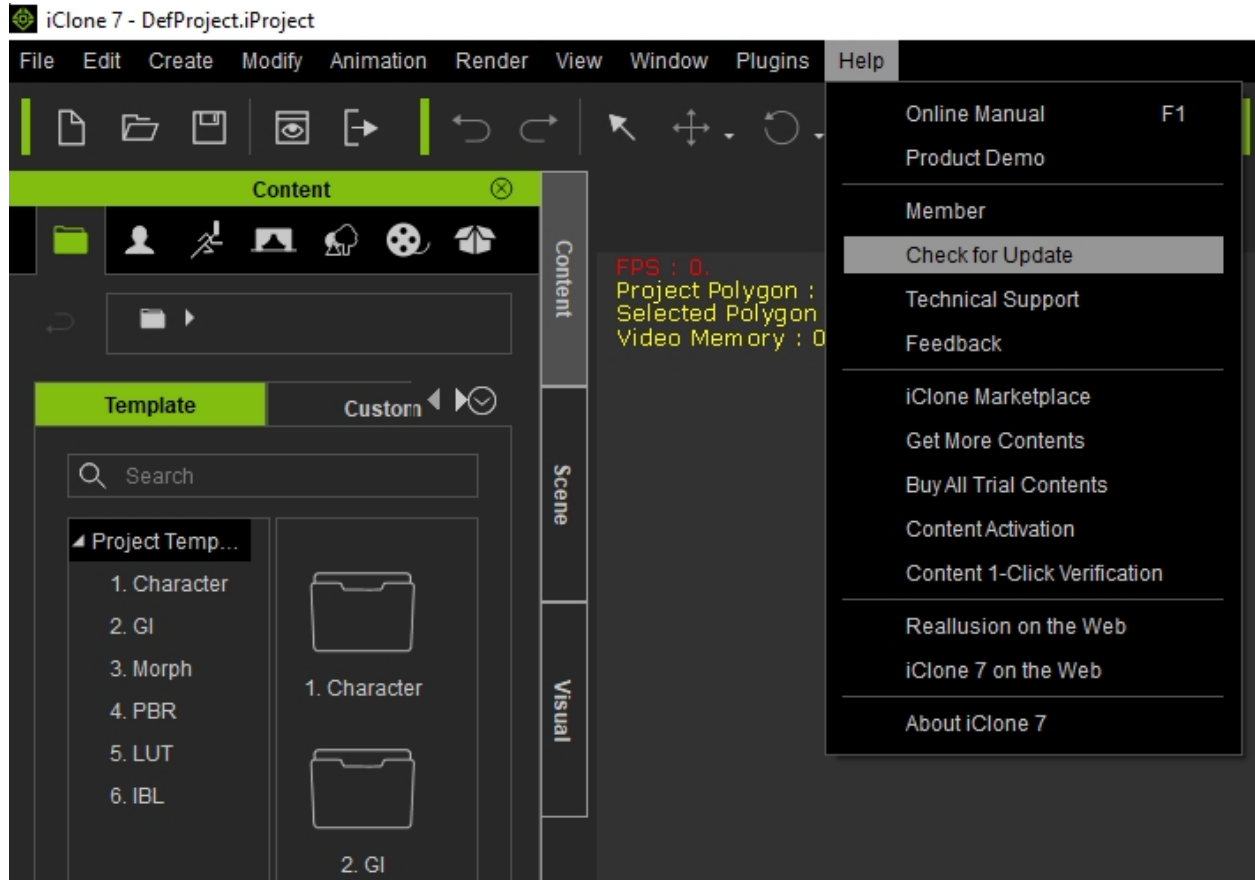 iClone 7 - DefProject.iProject
File Edit Create Modify Animation Render View Window Plugins Help
Online Manual F1
Product Demo
Member
Check for Update
Technical Support
Feedback
iClone Marketplace
Get More Contents
Buy All Trial Contents
Content Activation
Content 1-Click Verification
Reallusion on the Web
iClone 7 on the Web
About iClone 7
Content
Content
Scene
Visual
FPS : 0.
Project Polygon :
Selected Polygon
Video Memory : 0
Template Custom
Search
Project Temp...
1. Character
2. GI
3. Morph
4. PBR
5. LUT
6. IBL
1. Character
2. GI